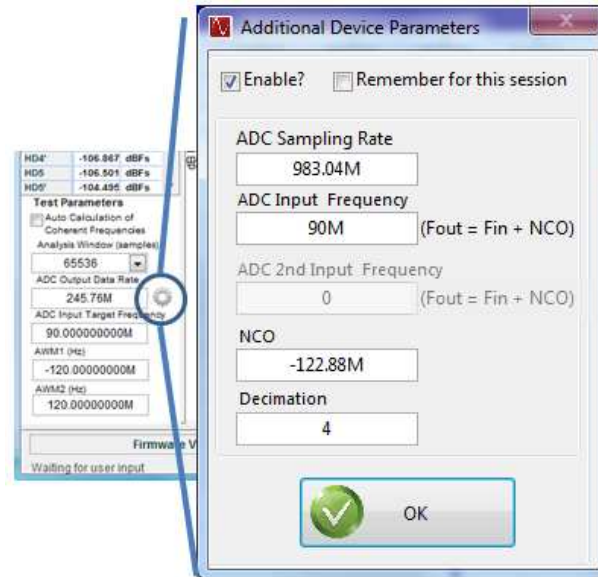 HD4' -106.867 dBFs
HD5 -106.501 dBFs
HD5' -104.495 dBFs
Test Parameters
Auto Calculation of
Coherent Frequencies
Analysis Window (samples)
65536
ADC Output Data Rate
245.76M
ADC Input Target Frequency
90.000000000M
AWM1 (Hz)
-120.00000000M
AWM2 (Hz)
120.00000000M
Firmware V
Waiting for user input
Additional Device Parameters
Enable? Remember for this session
ADC Sampling Rate
983.04M
ADC Input Frequency
90M (Fout = Fin + NCO)
ADC 2nd Input Frequency
0 (Fout = Fin + NCO)
NCO
-122.88M
Decimation
4
OK